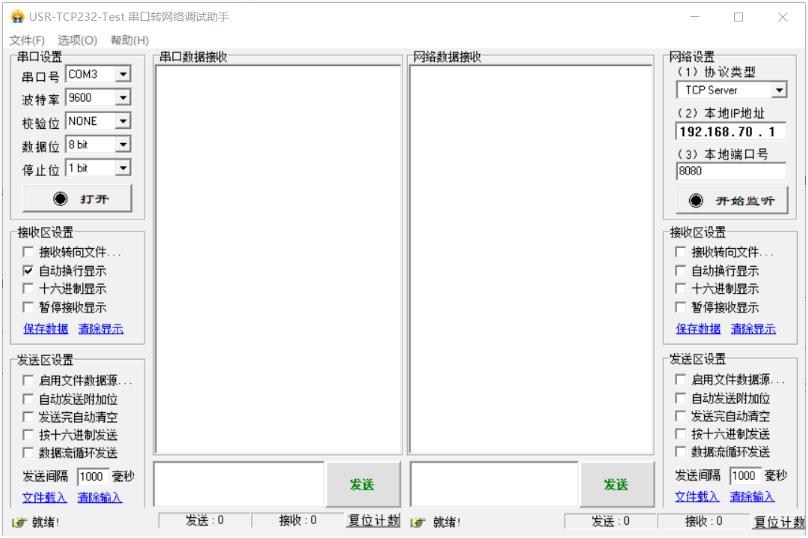 USR-TCP232-Test 串口转网络调试助手
文件(F) 选项(O) 帮助(H)
串口设置
串口号 COM3
波特率 9600
校验位 NONE
数据位 8 bit
停止位 1 bit
打开
接收区设置
接收转向文件...
自动换行显示
十六进制显示
暂停接收显示
保存数据 清除显示
发送区设置
启用文件数据源...
自动发送附加位
发送完自动清空
按十六进制发送
数据流循环发送
发送间隔 1000 毫秒
文件载入 清除输入
就绪!
串口数据接收
发送
发送 : 0 接收 : 0 复位计数
网络数据接收
发送
就绪!
发送 : 0 接收 : 0 复位计数
网络设置
(1) 协议类型
TCP Server
(2) 本地IP地址
192.168.70 . 1
(3) 本地端口号
8080
开始监听
接收区设置
接收转向文件...
自动换行显示
十六进制显示
暂停接收显示
保存数据 清除显示
发送区设置
启用文件数据源...
自动发送附加位
发送完自动清空
按十六进制发送
数据流循环发送
发送间隔 1000 毫秒
文件载入 清除输入